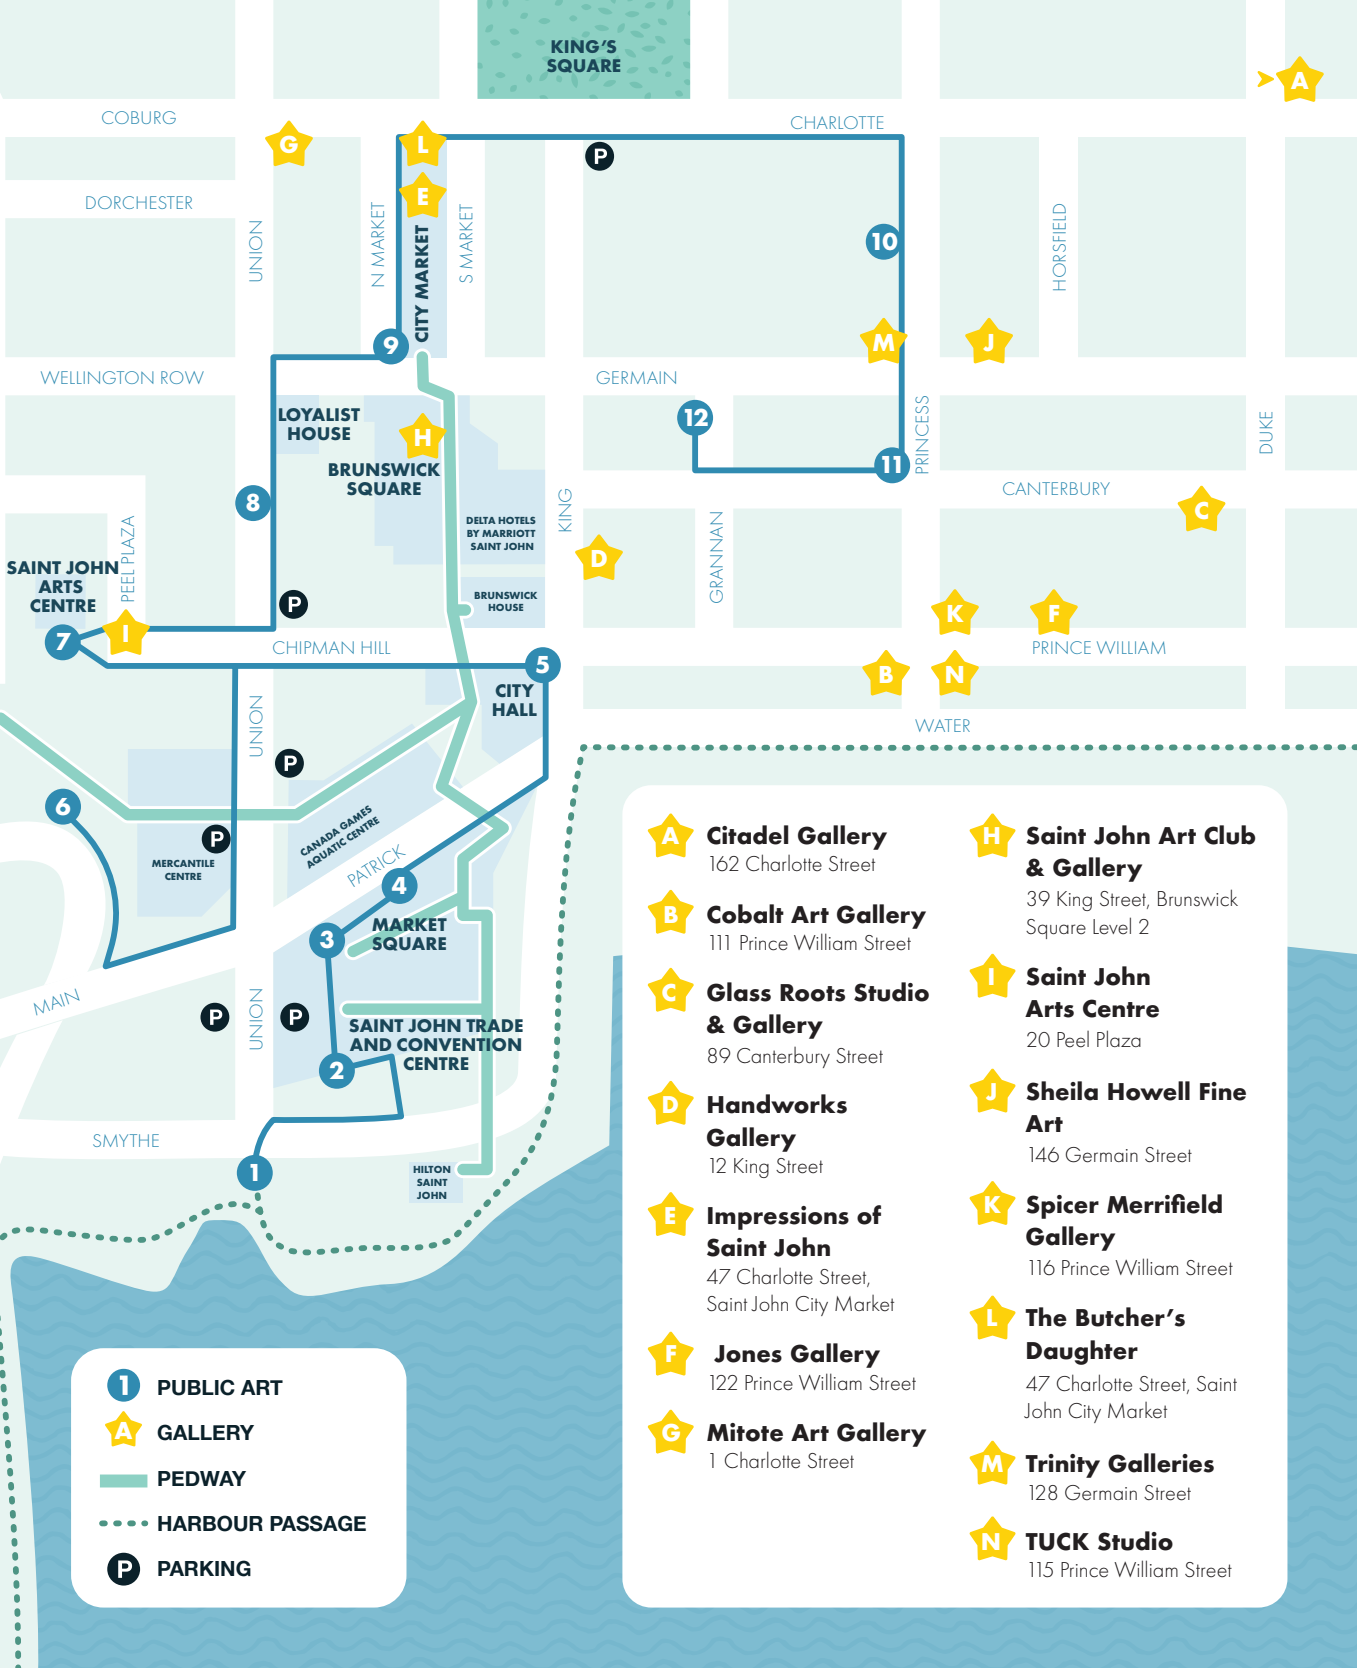 KING'S
SQUARE
A
COBURG
CHARLOTTE
G
L
P
E
DORCHESTER
UNION
N MARKET
CITY MARKET
S MARKET
10
HORSFIELD
9
M
J
WELLINGTON ROW
GERMAIN
LOYALIST
HOUSE
H
12
PRINCESS
DUKE
BRUNSWICK
SQUARE
11
8
KING
CANTERBURY
C
DELTA HOTELS
BY MARRIOTT
SAINT JOHN
PEEL PLAZA
GRANNAN
D
SAINT JOHN
ARTS
CENTRE
P
BRUNSWICK
HOUSE
K
F
7
I
CHIPMAN HILL
PRINCE WILLIAM
5
B
N
CITY
HALL
UNION
WATER
P
6
P
CANADA GAMES
AQUATIC CENTRE
MERCANTILE
CENTRE
PATRICK
4
3
MARKET
SQUARE
MAIN
P
UNION
P
SAINT JOHN TRADE
AND CONVENTION
CENTRE
2
SMYTHE
1
HILTON
SAINT
JOHN
A
Citadel Gallery
162 Charlotte Street
B
Cobalt Art Gallery
111 Prince William Street
C
Glass Roots Studio
& Gallery
89 Canterbury Street
D
Handworks
Gallery
12 King Street
E
Impressions of
Saint John
47 Charlotte Street,
Saint John City Market
F
Jones Gallery
122 Prince William Street
G
Mitote Art Gallery
1 Charlotte Street
H
Saint John Art Club
& Gallery
39 King Street, Brunswick
Square Level 2
I
Saint John
Arts Centre
20 Peel Plaza
J
Sheila Howell Fine
Art
146 Germain Street
K
Spicer Merrifield
Gallery
116 Prince William Street
L
The Butcher's
Daughter
47 Charlotte Street, Saint
John City Market
M
Trinity Galleries
128 Germain Street
N
TUCK Studio
115 Prince William Street
1 PUBLIC ART
A GALLERY
PEDWAY
HARBOUR PASSAGE
P PARKING